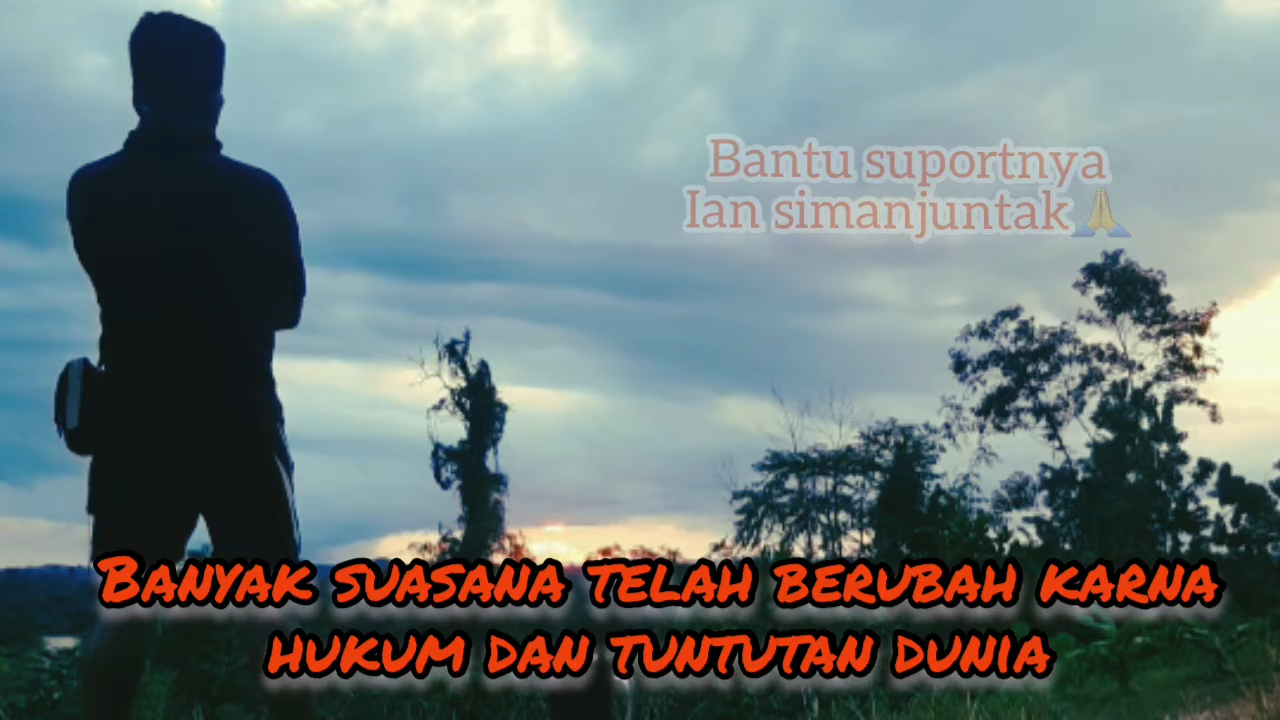 Bantu suportnya
Ian simanjuntak🙏
BANYAK SUASANA TELAH BERUBAH KARNA
HUKUM DAN TUNTUTAN DUNIA